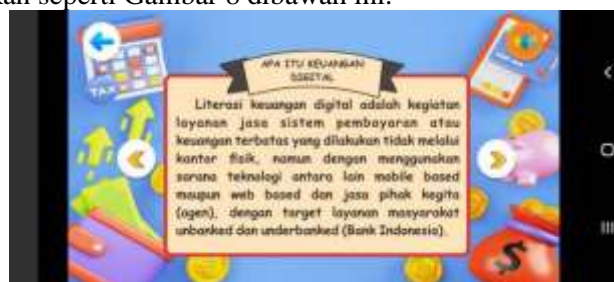 kan seperti Gambar 8 dibawah ini.
TAX
APA ITU KEUANGAN
DIGITAL
Literasi keuangan digital adalah kegiatan
layanan jasa sistem pembayaran atau
keuangan terbatas yang dilakukan tidak melalui
kantor fisik, namun dengan menggunakan
sarana teknologi antara lain mobile based
maupun web based dan jasa pihak kegita
(agen), dengan target layanan masyarakat
unbanked dan underbanked (Bank Indonesia).
$